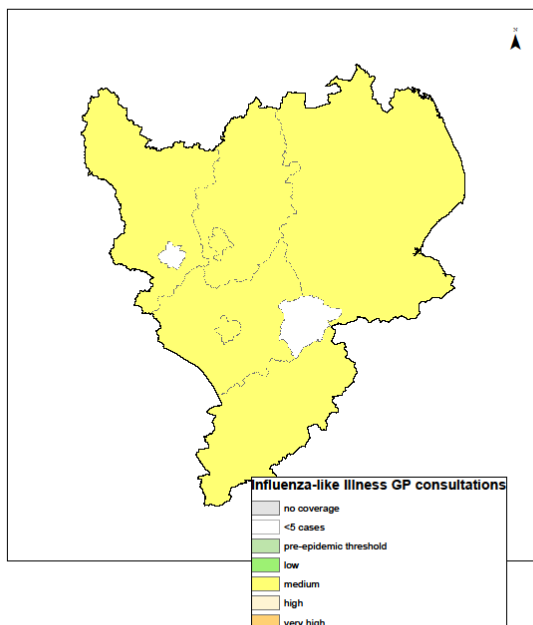 Influenza-like Illness GP consultations
no coverage
<5 cases
pre-epidemic threshold
low
medium
high
very high